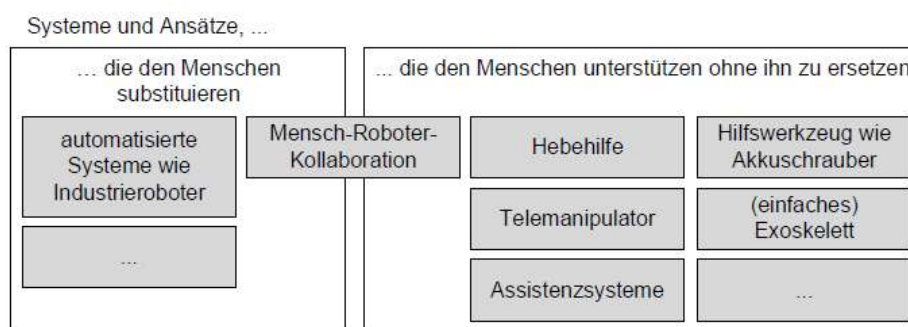 Systeme und Ansätze, ...
... die den Menschen
substituieren
... die den Menschen unterstützen ohne ihn zu ersetzen
automatisierte
Systeme wie
Industrieroboter
...
Mensch-Roboter-
Kollaboration
Hebehilfe
Hilfswerkzeug wie
Akkuschrauber
Telemanipulator
(einfaches)
Exoskelett
Assistenzsysteme
...